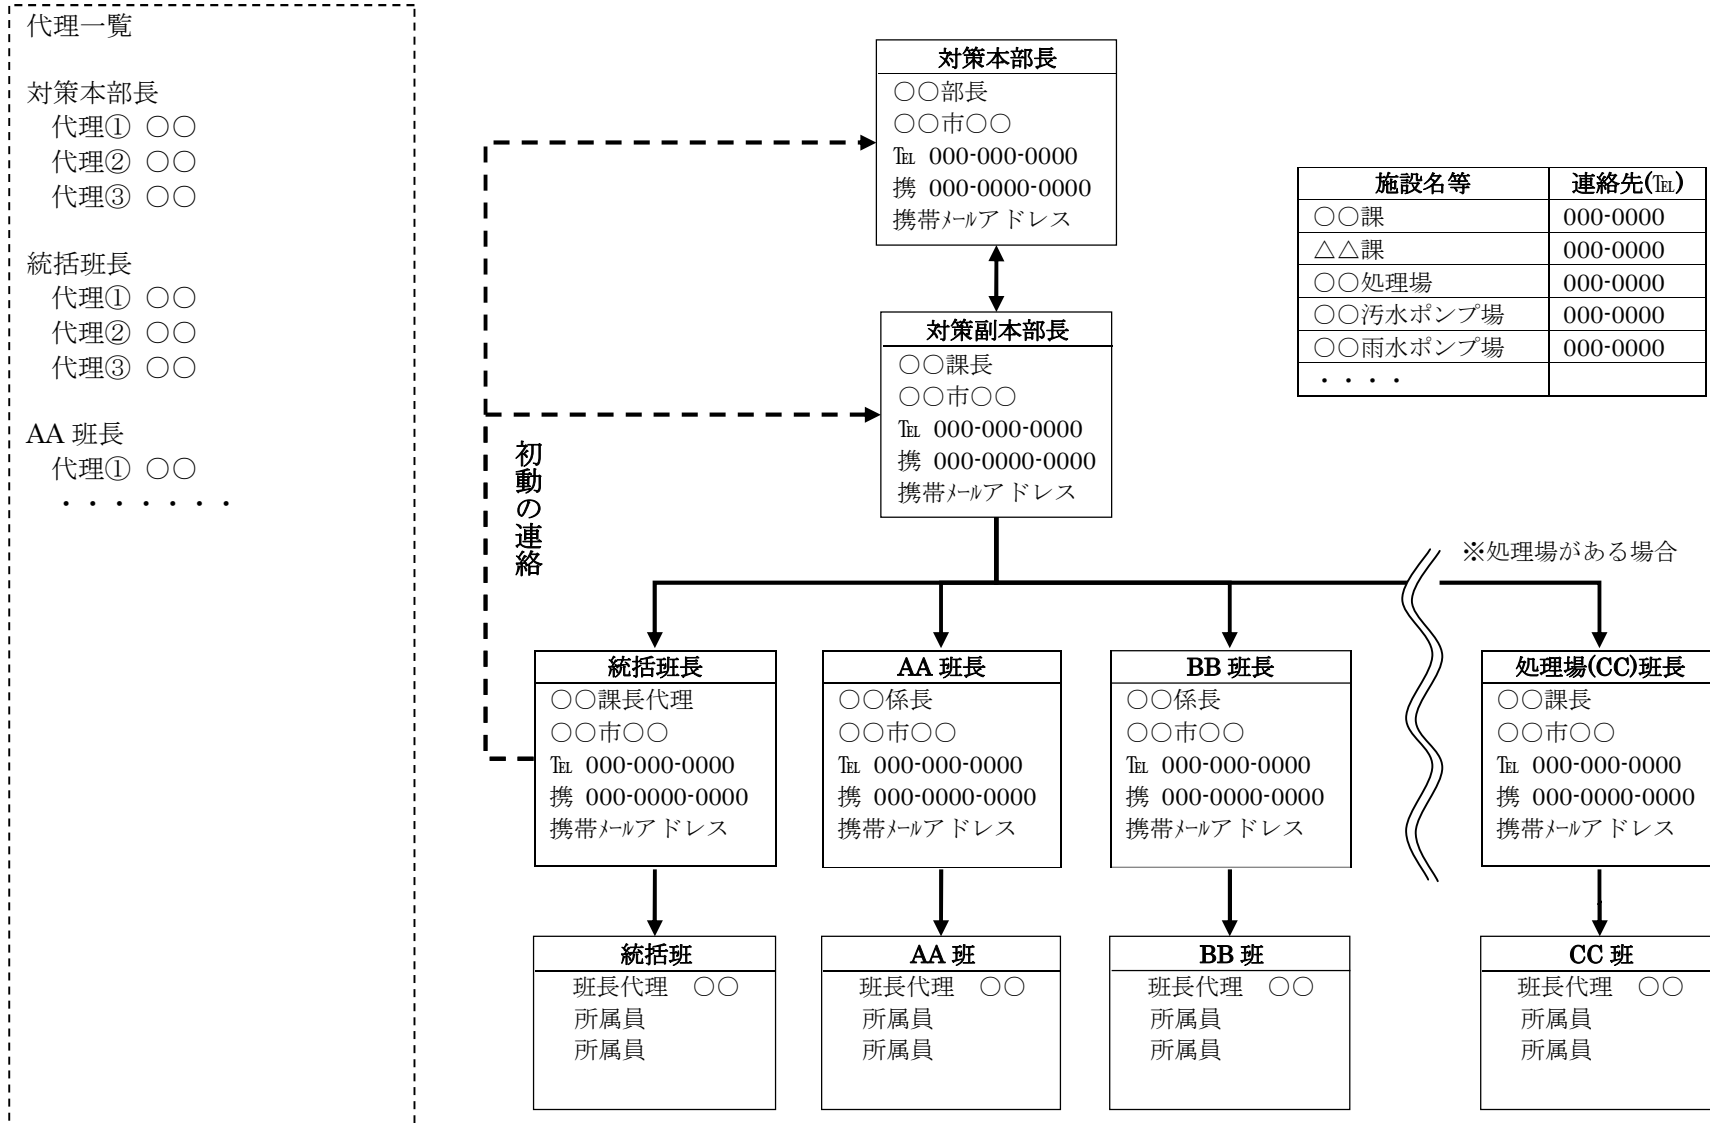 代理一覧
対策本部長
代理① ○○
代理② ○○
代理③ ○○
統括班長
代理① ○○
代理② ○○
代理③ ○○
AA 班長
代理① ○○
・・・・・・・
対策本部長
○○部長
○○市○○
℡ 000-000-0000
携 000-0000-0000
携帯ﾒｰﾙアドレス
対策副本部長
○○課長
○○市○○
℡ 000-000-0000
携 000-0000-0000
携帯ﾒｰﾙアドレス
初動の連絡
施設名等 連絡先(℡)
○○課 000-0000
△△課 000-0000
○○処理場 000-0000
○○汚水ポンプ場 000-0000
○○雨水ポンプ場 000-0000
・・・・
※処理場がある場合
統括班長
○○課長代理
○○市○○
℡ 000-000-0000
携 000-0000-0000
携帯ﾒｰﾙアドレス
AA 班長
○○係長
○○市○○
℡ 000-000-0000
携 000-0000-0000
携帯ﾒｰﾙアドレス
BB 班長
○○係長
○○市○○
℡ 000-000-0000
携 000-0000-0000
携帯ﾒｰﾙアドレス
処理場(CC)班長
○○課長
○○市○○
℡ 000-000-0000
携 000-0000-0000
携帯ﾒｰﾙアドレス
統括班
班長代理 ○○
所属員
所属員
AA 班
班長代理 ○○
所属員
所属員
BB 班
班長代理 ○○
所属員
所属員
CC 班
班長代理 ○○
所属員
所属員